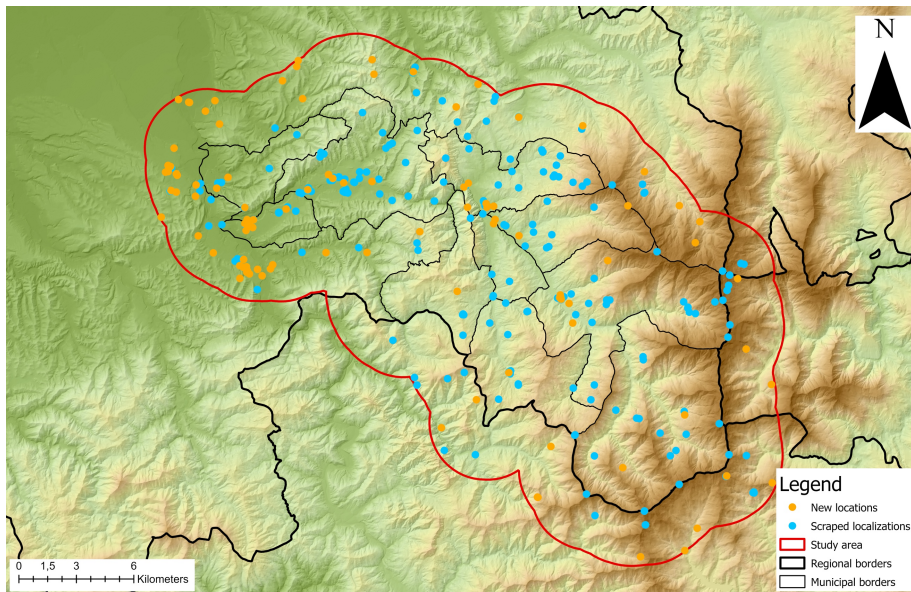 N
Legend
New locations
Scraped localizations
Study area
Regional borders
Municipal borders
0 1,5 3 6
Kilometers